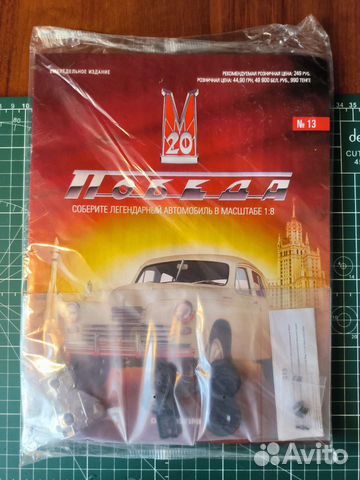 ЕЖЕНЕДЕЛЬНОЕ ИЗДАНИЕ
РЕКОМЕНДУЕМАЯ РОЗНИЧНАЯ ЦЕНА: 249 РУБ.
РОЗНИЧНАЯ ЦЕНА: 44,90 ГРН, 49 900 БЕЛ. РУБ., 990 ТЕНГЕ
М
20
№ 13
ПОБЕДА
СОБЕРИТЕ ЛЕГЕНДАРНЫЙ АВТОМОБИЛЬ В МАСШТАБЕ 1:8
Avito